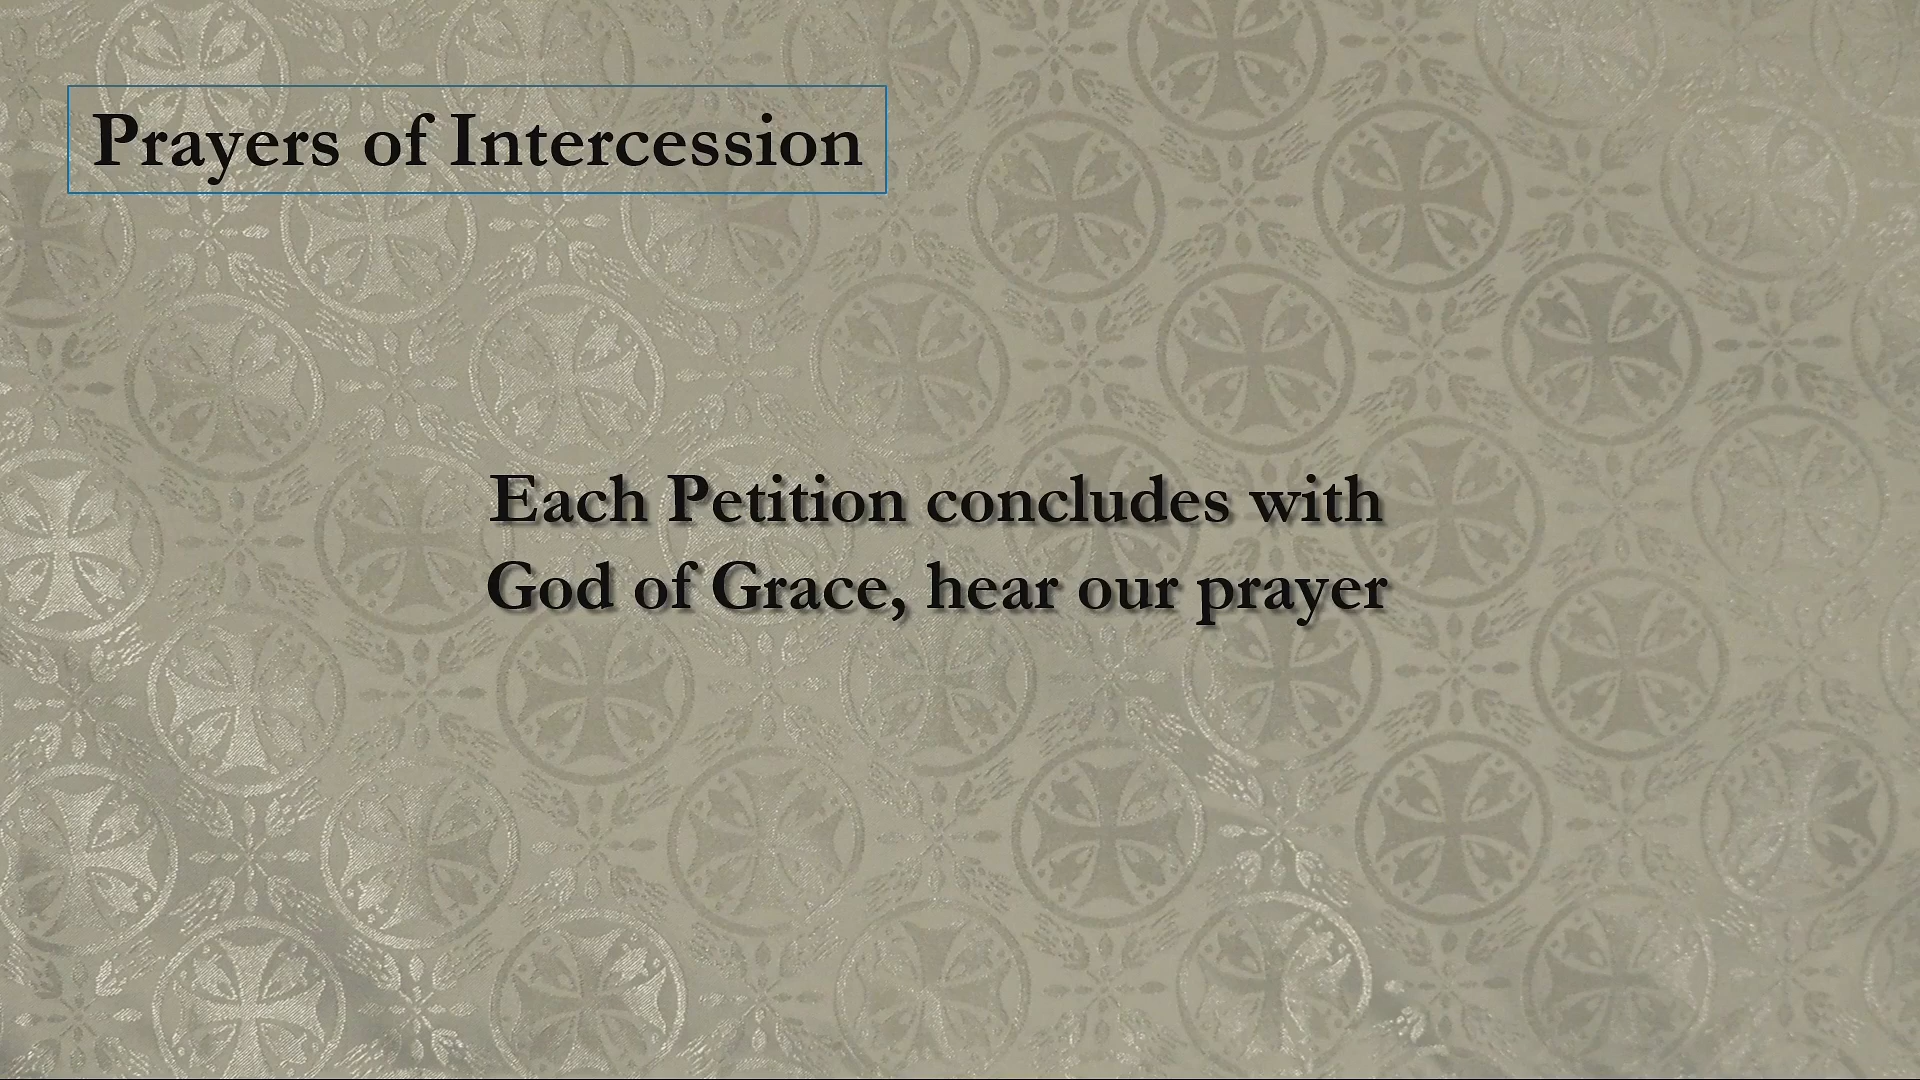 Prayers of Intercession
Each Petition concludes with
God of Grace, hear our prayer